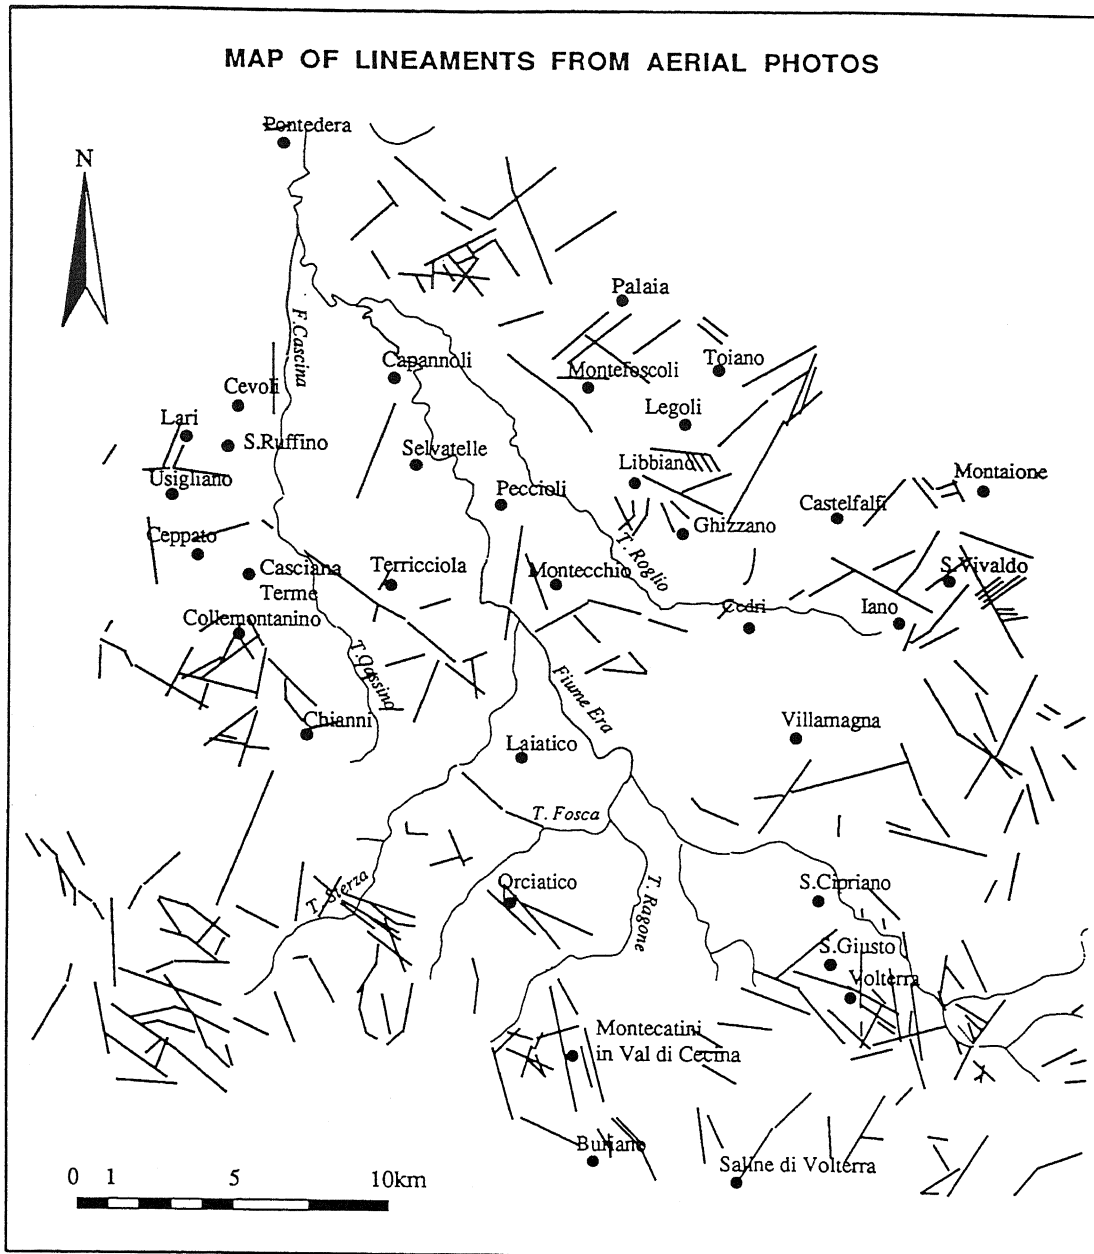 MAP OF LINEAMENTS FROM AERIAL PHOTOS
Pontedera
N
Palaia
F.Cascina
Capannoli
Montefoscoli
Toiano
Cevoli
Legoli
Lari
S.Ruffino
Selvatelle
Libbiano
Montaione
Usigliano
Peccioli
Castelfalfi
Ghizzano
Ceppato
T. Roglio
Casciana
Terme
Terricciola
Montecchio
S.Vivaldo
Collemontanino
Cedri
Iano
Fiume Era
Chianni
Villamagna
Laiatico
T. Fosca
T. Sterza
Orciatico
T. Ragone
S.Cipriano
S.Giusto
Volterra
Montecatini
in Val di Cecina
Buriano
Saline di Volterra
0 1 5 10km